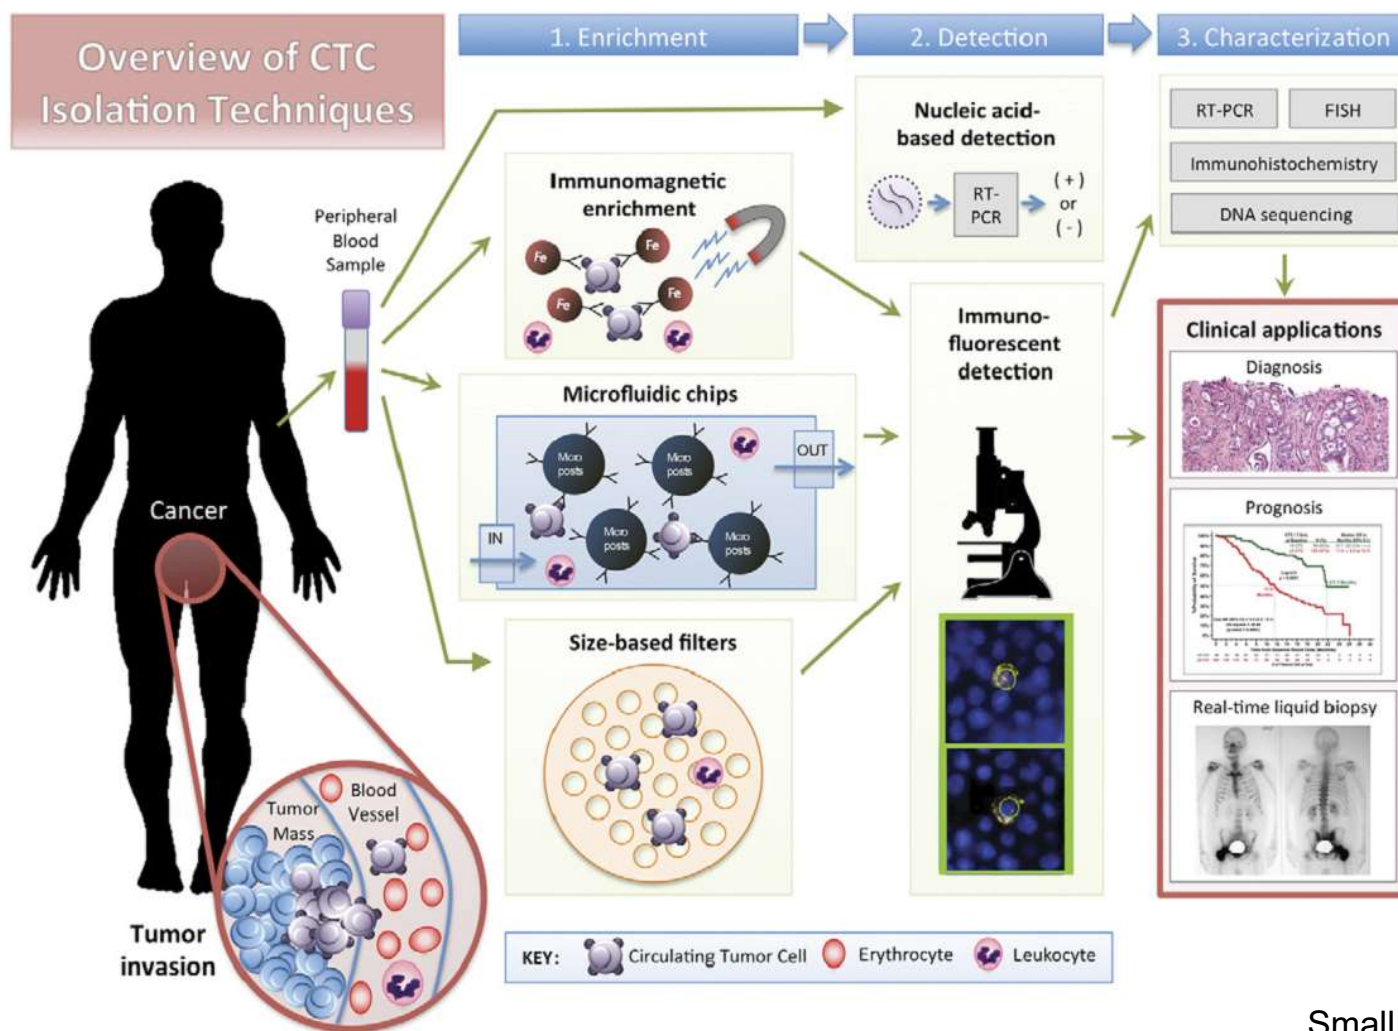 Overview of CTC
Isolation Techniques
1. Enrichment
2. Detection
3. Characterization
Peripheral
Blood
Sample
Immunomagnetic
enrichment
Fe
Fe
Fe
Fe
Nucleic acid-
based detection
RT-
PCR
(+)
or
(-)
RT-PCR
FISH
Immunohistochemistry
DNA sequencing
Microfluidic chips
IN
Micro
posts
Micro
posts
Micro
posts
Micro
posts
OUT
Immuno-
fluorescent
detection
Clinical applications
Diagnosis
Prognosis
Real-time liquid biopsy
Size-based filters
Cancer
Tumor
Mass
Blood
Vessel
Tumor
invasion
KEY:
Circulating Tumor Cell
Erythrocyte
Leukocyte
Small